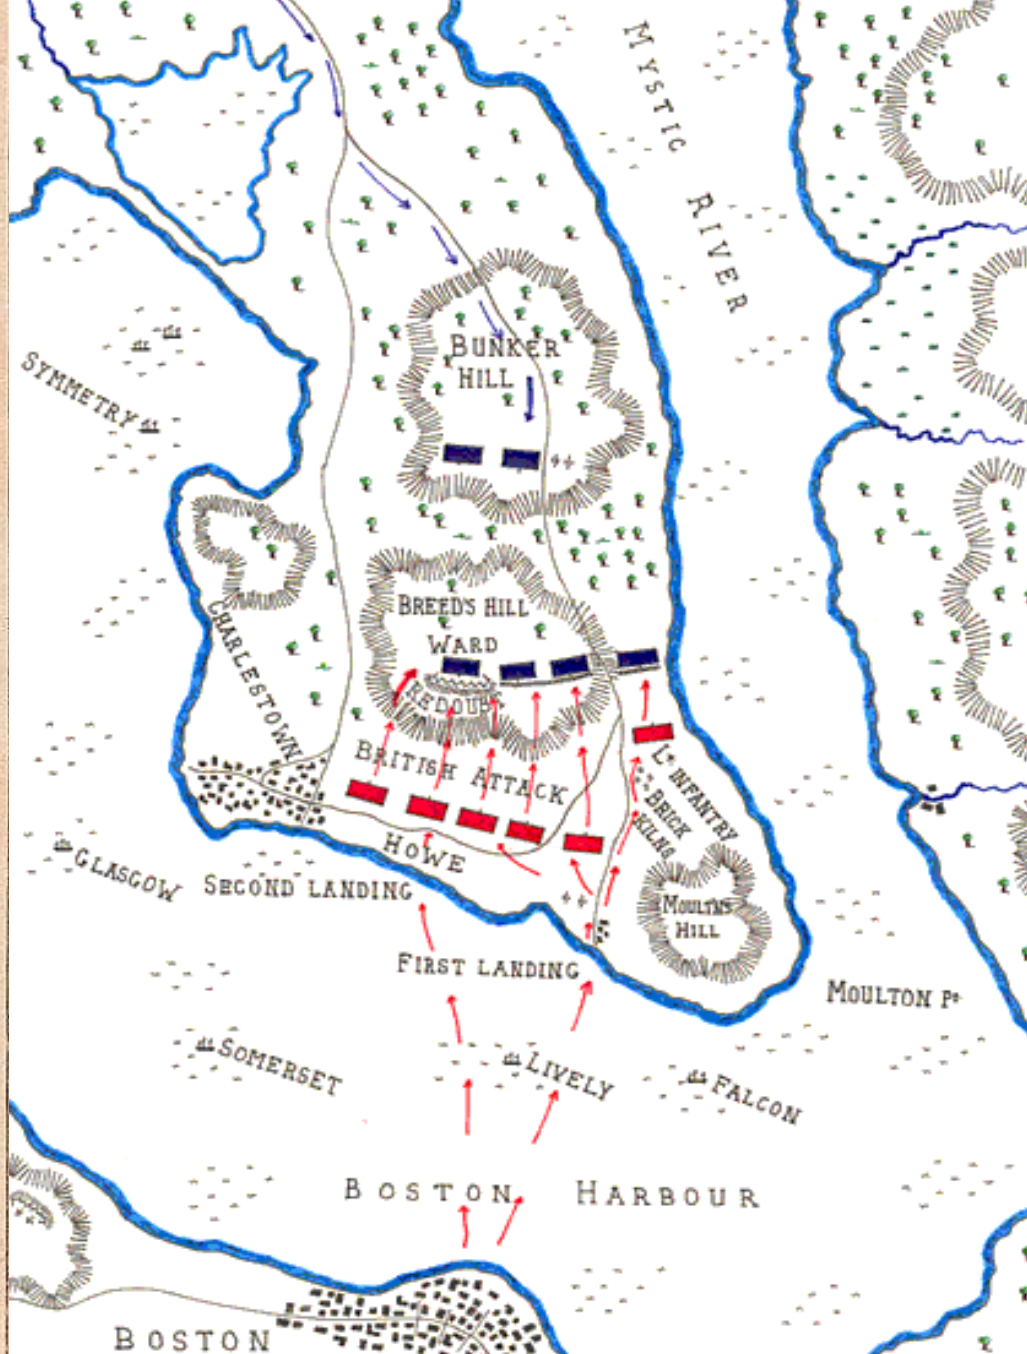 MYSTIC
RIVER
BUNKER
HILL
SYMMETRY
BREED'S HILL
WARD
REDOUBT
CHARLESTOWN
BRITISH ATTACK
Lt INFANTRY
BRICK
KILNS
HOWE
GLASGOW
SECOND LANDING
MOULTN'S
HILL
FIRST LANDING
MOULTON Pt
SOMERSET
LIVELY
FALCON
BOSTON HARBOUR
BOSTON